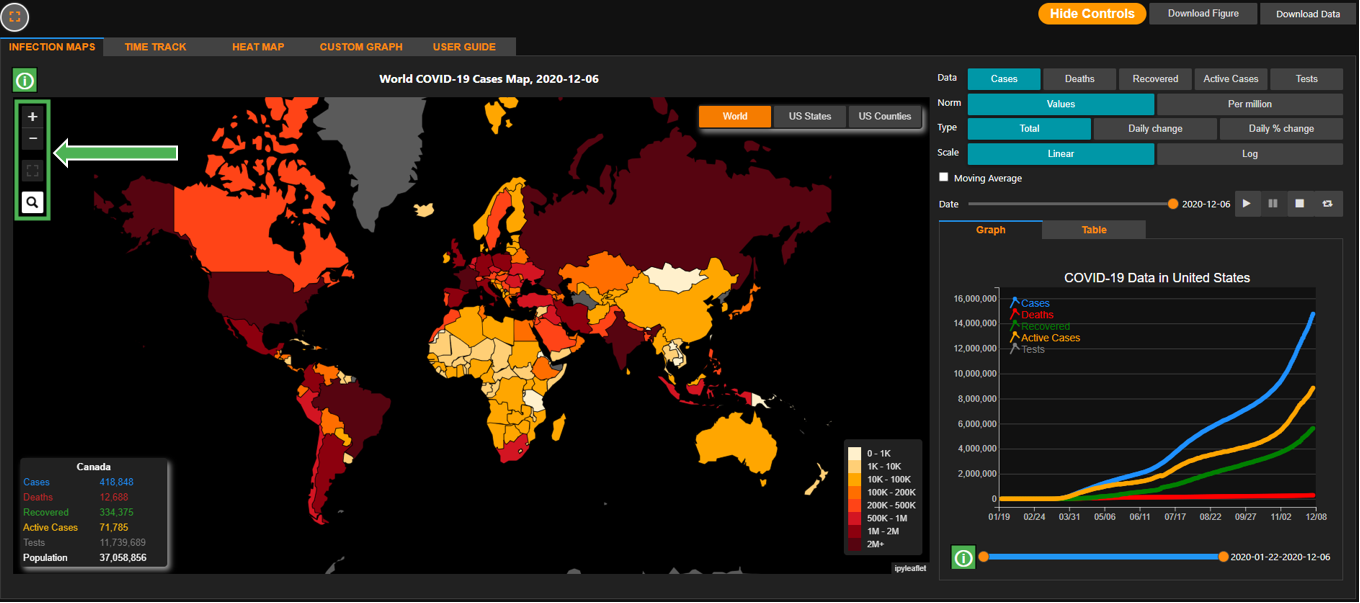 Hide Controls
Download Figure
Download Data
INFECTION MAPS
TIME TRACK
HEAT MAP
CUSTOM GRAPH
USER GUIDE
World COVID-19 Cases Map, 2020-12-06
+
−
World
US States
US Counties
Canada
Cases 418,848
Deaths 12,688
Recovered 334,375
Active Cases 71,785
Tests 11,739,689
Population 37,058,856
0 - 1K
1K - 10K
10K - 100K
100K - 200K
200K - 500K
500K - 1M
1M - 2M
2M+
ipyleaflet
Data Cases Deaths Recovered Active Cases Tests
Norm Values Per million
Type Total Daily change Daily % change
Scale Linear Log
Moving Average
Date 2020-12-06
Graph
Table
COVID-19 Data in United States
Cases
Deaths
Recovered
Active Cases
Tests
16,000,000
14,000,000
12,000,000
10,000,000
8,000,000
6,000,000
4,000,000
2,000,000
0
01/19 02/24 03/31 05/06 06/11 07/17 08/22 09/27 11/02 12/08
2020-01-22-2020-12-06